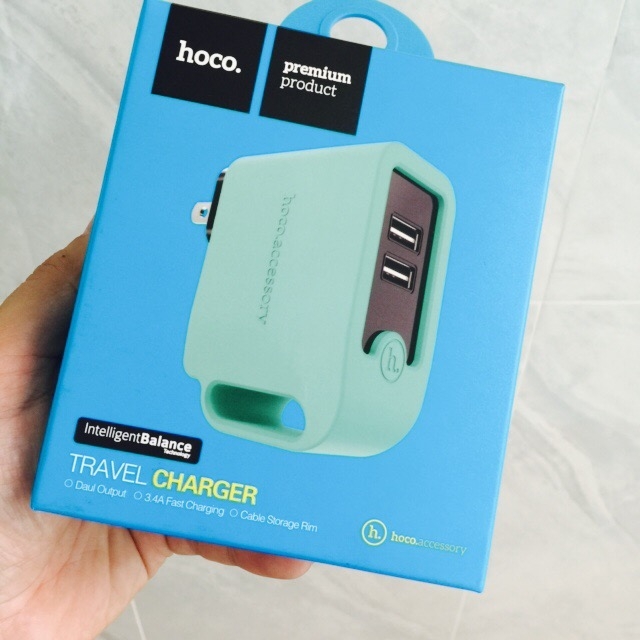 hoco.
premium
product
hoco.accessory
h.
IntelligentBalance
Technology
TRAVEL CHARGER
Daul Output 3.4A Fast Charging Cable Storage Rim
h. hoco.accessory